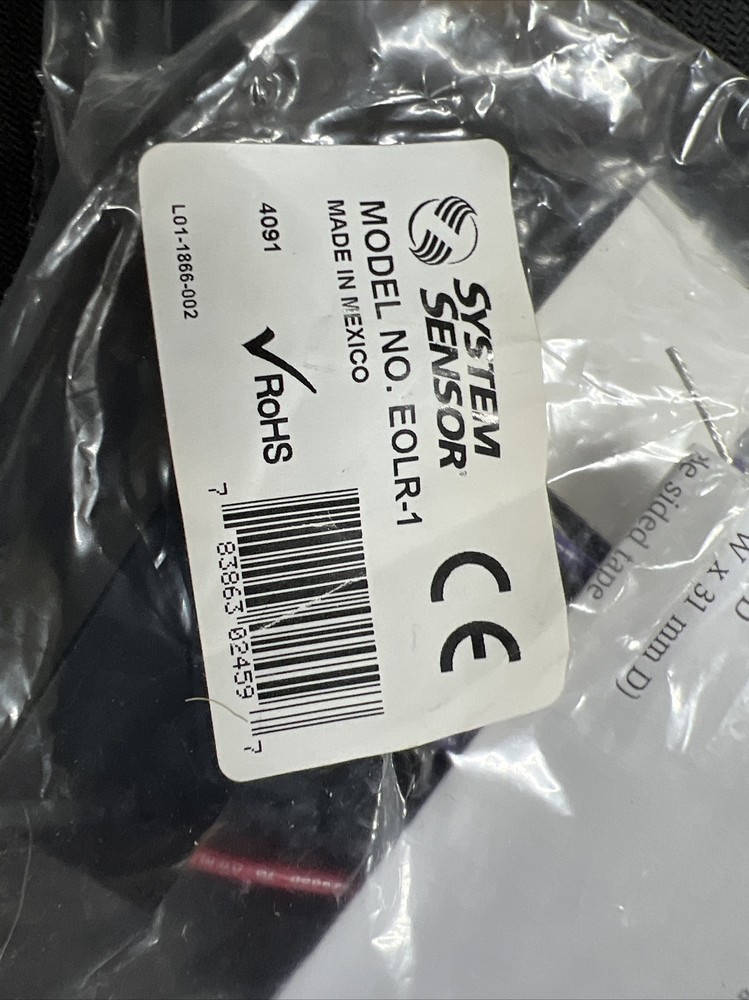 SYSTEM
SENSOR®
MODEL NO. EOLR-1
MADE IN MEXICO
4091
RoHS
L01-1866-002
CE
7 83863 02459 7
sided tape
W x 31 mm D)